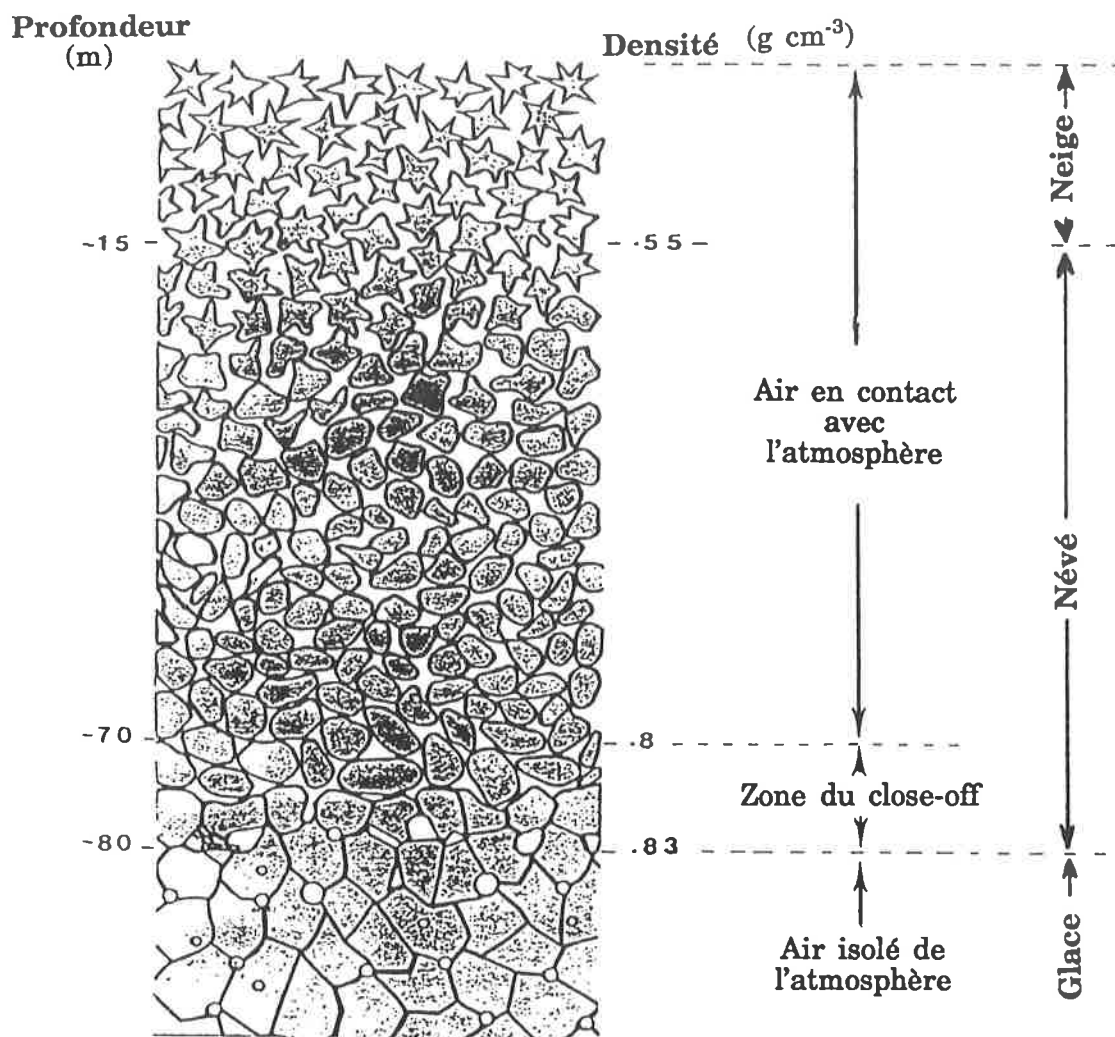 Profondeur
(m)
Densité (g cm-3)
Neige
-15
.55
Air en contact
avec
l'atmosphère
Névé
-70
.8
Zone du close-off
-80
.83
Air isolé de
l'atmosphère
Glace